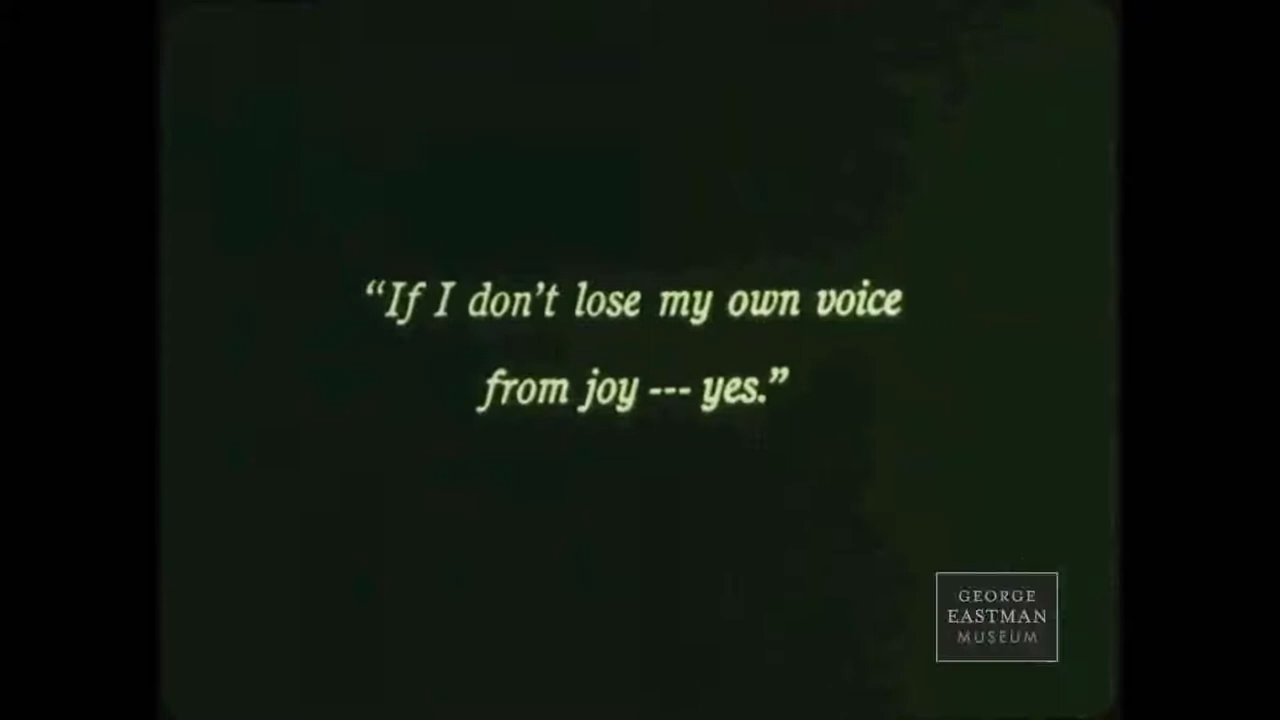 “If I don’t lose my own voice
from joy --- yes.”
GEORGE
EASTMAN
MUSEUM